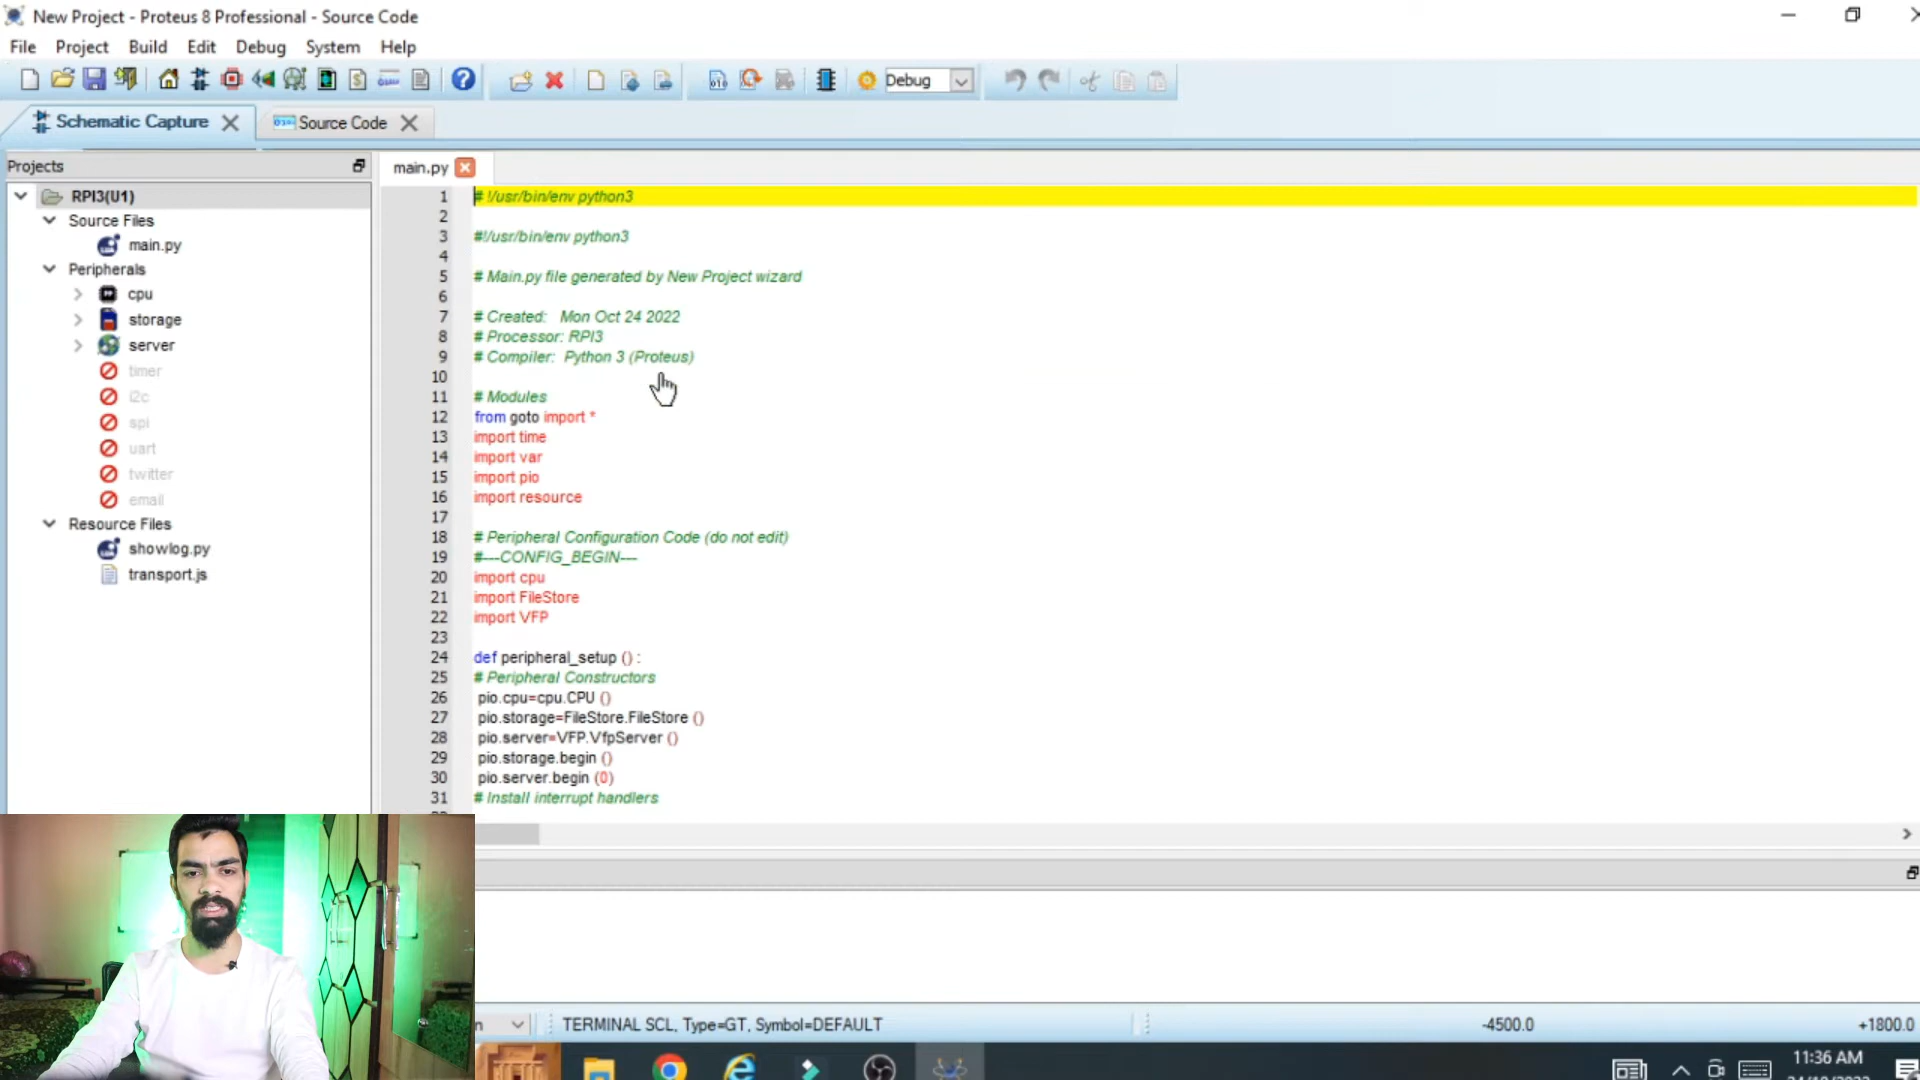 New Project - Proteus 8 Professional - Source Code
File Project Build Edit Debug System Help
Debug
Schematic Capture
Source Code
Projects
main.py
RPI3(U1)
Source Files
main.py
Peripherals
cpu
storage
server
timer
i2c
spi
uart
twitter
email
Resource Files
showlog.py
transport.js
1 # !/usr/bin/env python3
2
3 #!/usr/bin/env python3
4
5 # Main.py file generated by New Project wizard
6
7 # Created: Mon Oct 24 2022
8 # Processor: RPI3
9 # Compiler: Python 3 (Proteus)
10
11 # Modules
12 from goto import *
13 import time
14 import var
15 import pio
16 import resource
17
18 # Peripheral Configuration Code (do not edit)
19 #---CONFIG_BEGIN---
20 import cpu
21 import FileStore
22 import VFP
23
24 def peripheral_setup () :
25 # Peripheral Constructors
26 pio.cpu=cpu.CPU ()
27 pio.storage=FileStore.FileStore ()
28 pio.server=VFP.VfpServer ()
29 pio.storage.begin ()
30 pio.server.begin (0)
31 # Install interrupt handlers
TERMINAL SCL, Type=GT, Symbol=DEFAULT
-4500.0
+1800.0
11:36 AM